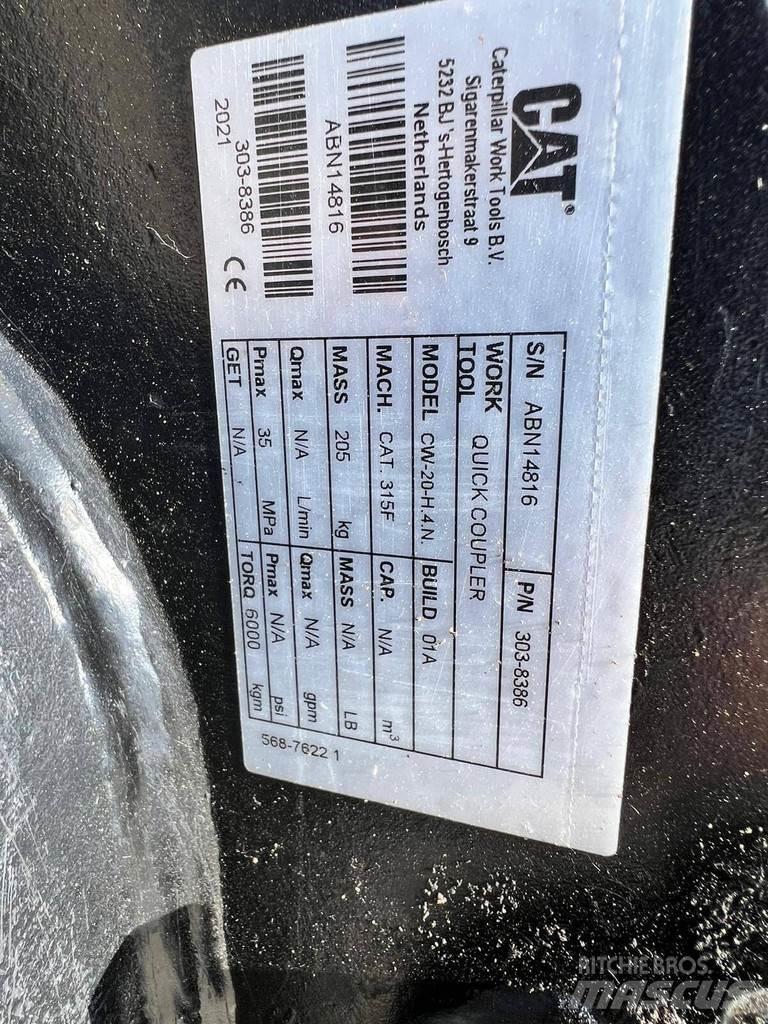 CAT®
Caterpillar Work Tools B.V.
Sigarenmakerstraat 9
5232 BJ 's-Hertogenbosch
Netherlands
ABN14816
303-8386
2021 CE
S/N ABN14816 P/N 303-8386
WORK TOOL QUICK COUPLER
MODEL CW-20-H.4.N. BUILD 01A
MACH. CAT. 315F CAP. N/A m³
MASS 205 kg MASS N/A LB
Qmax N/A L/min Qmax N/A gpm
Pmax 35 MPa Pmax N/A psi
GET N/A TORQ 6000 kgm
568-7622 1
RITCHIE BROS.
MASCUS